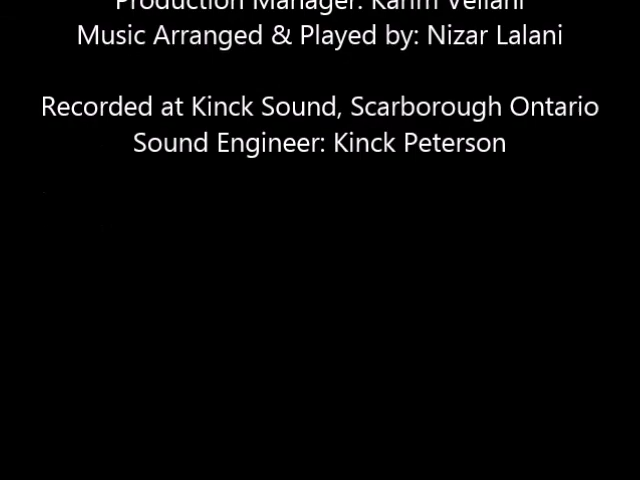 Production Manager: Karim Vellani
Music Arranged & Played by: Nizar Lalani
Recorded at Kinck Sound, Scarborough Ontario
Sound Engineer: Kinck Peterson